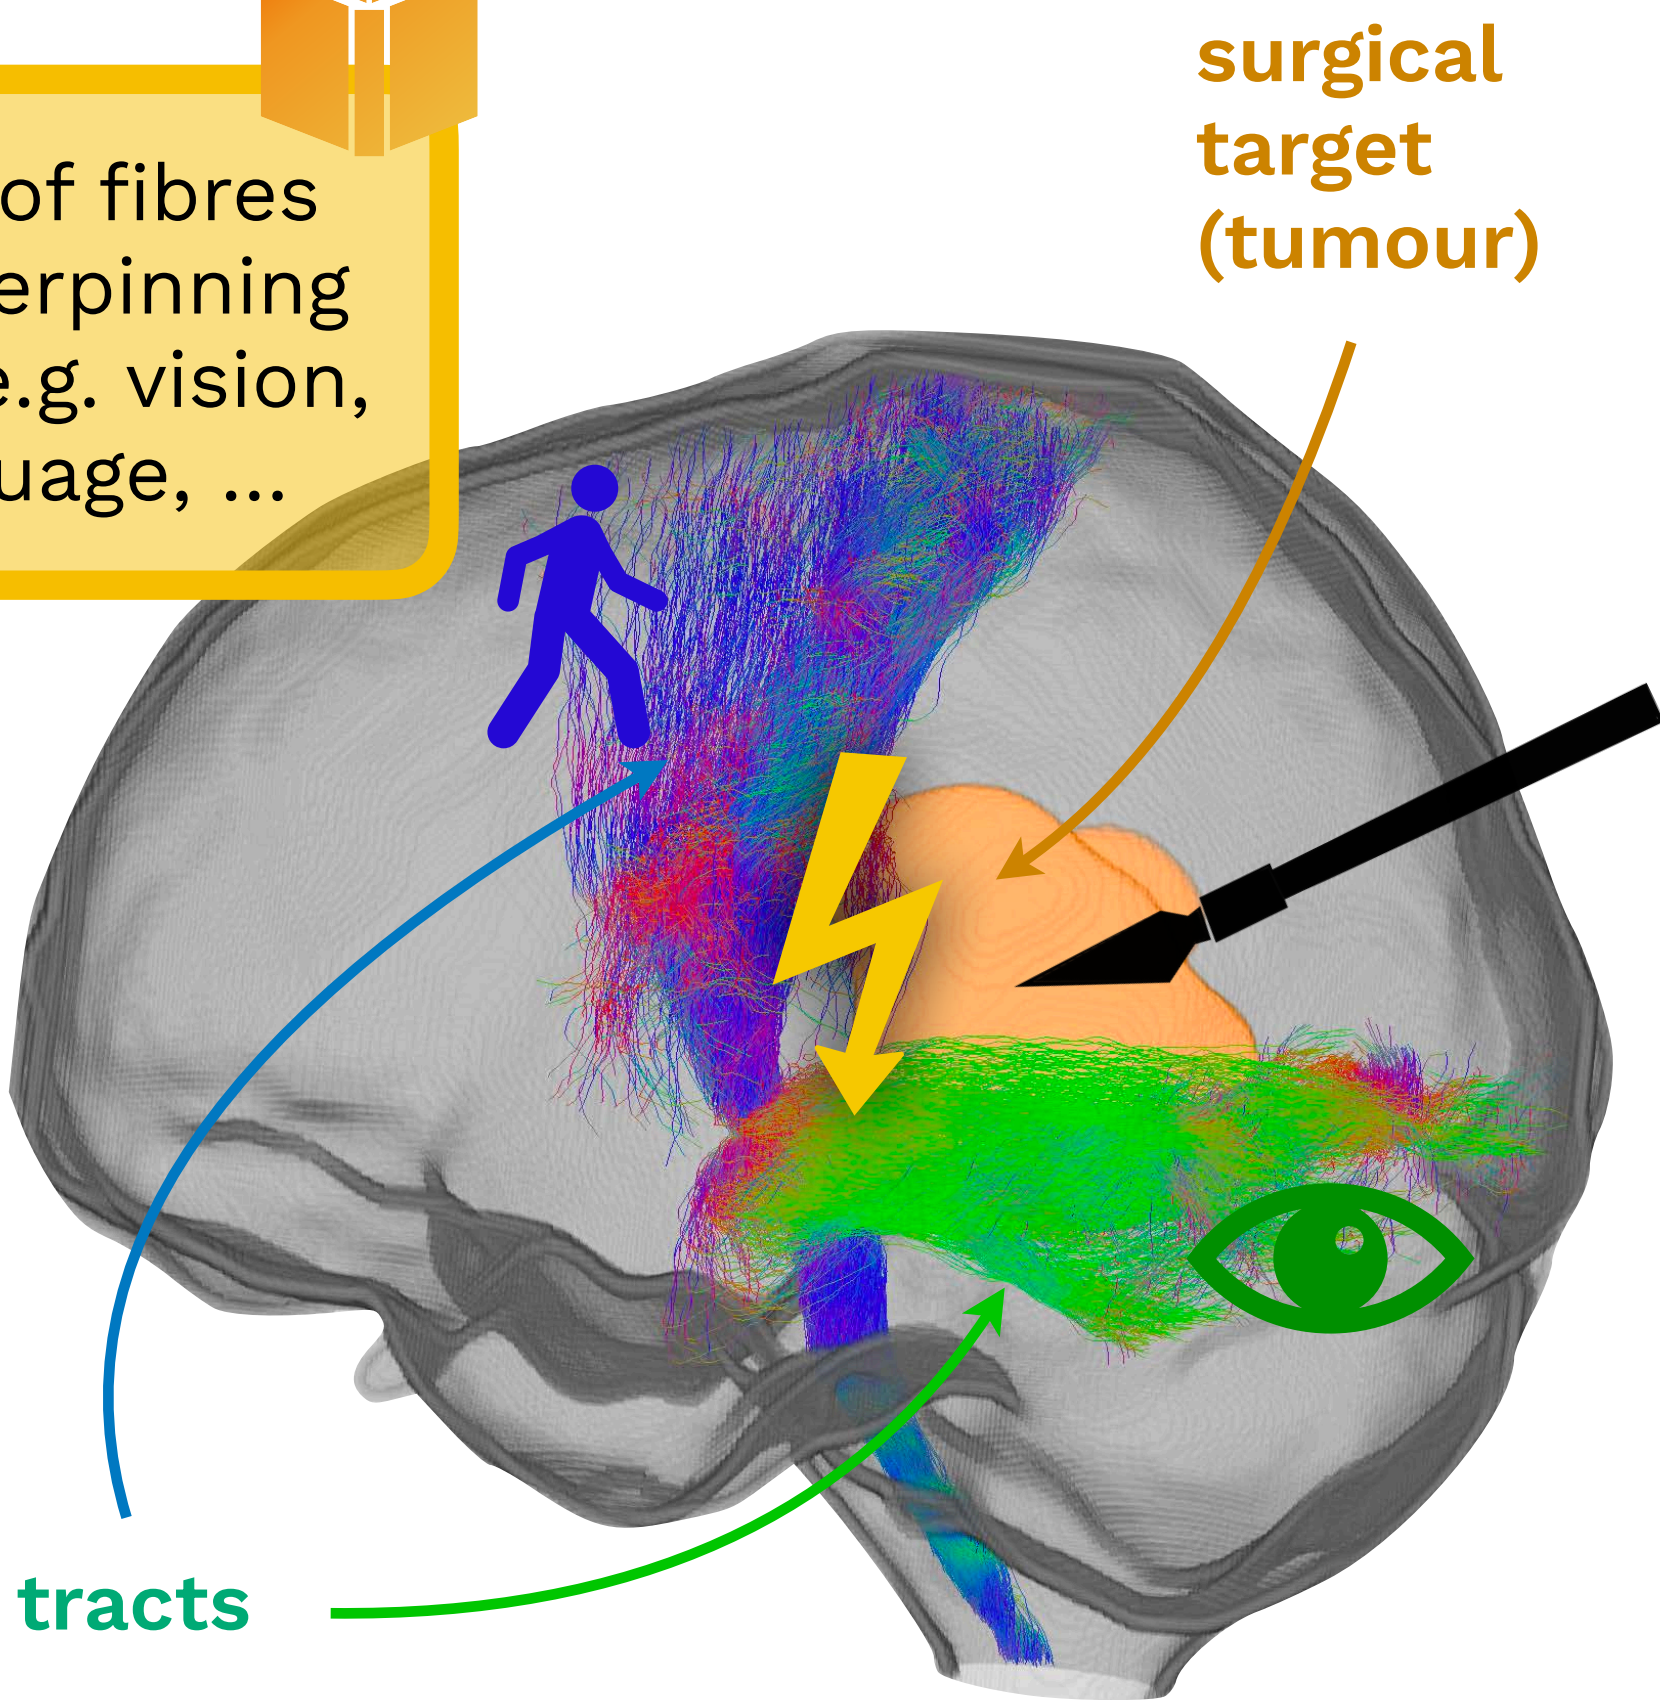 surgical
target
(tumour)
of fibres
erpinning
e.g. vision,
uage, ...
tracts